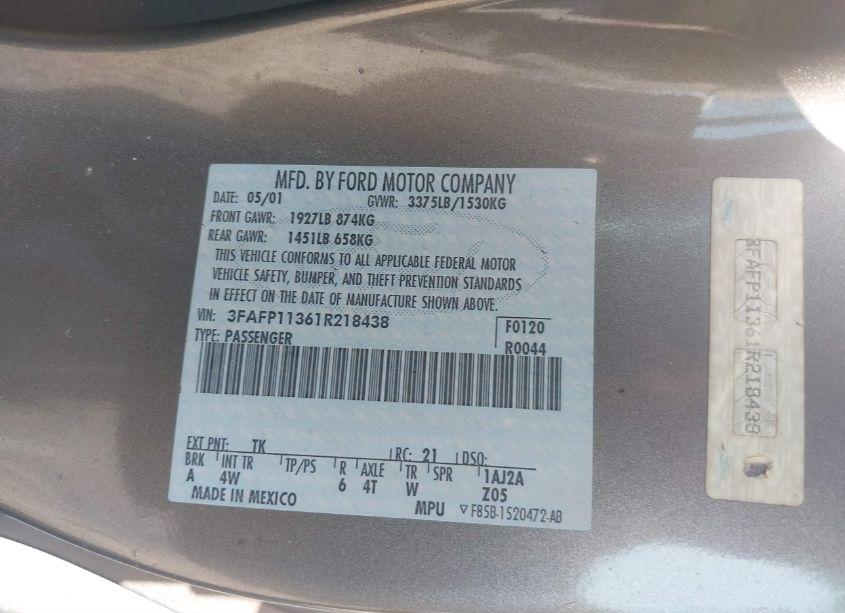 MFD. BY FORD MOTOR COMPANY
DATE: 05/01 GVWR: 3375LB/1530KG
FRONT GAWR: 1927LB 874KG
REAR GAWR: 1451LB 658KG
THIS VEHICLE CONFORMS TO ALL APPLICABLE FEDERAL MOTOR
VEHICLE SAFETY, BUMPER, AND THEFT PREVENTION STANDARDS
IN EFFECT ON THE DATE OF MANUFACTURE SHOWN ABOVE.
VIN: 3FAFP11361R218438 F0120
TYPE: PASSENGER R0044
EXT PNT: TK RC: 21 DSO:
BRK INT TR TP/PS R AXLE TR SPR 1AJ2A
A 4W 6 4T W Z05
MADE IN MEXICO MPU F85B-1520472-AB
3FAFP11361R218438